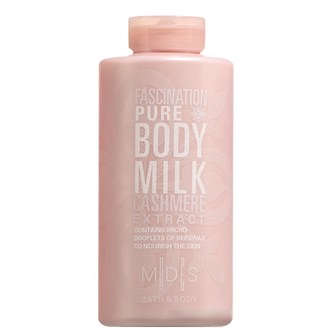 FASCINATION
PURE
BODY
MILK
CASHMERE
EXTRACT
CONTAINS MICRO-
DROPLETS OF BEESWAX
TO NOURISH THE SKIN
M|D|S
BATH & BODY